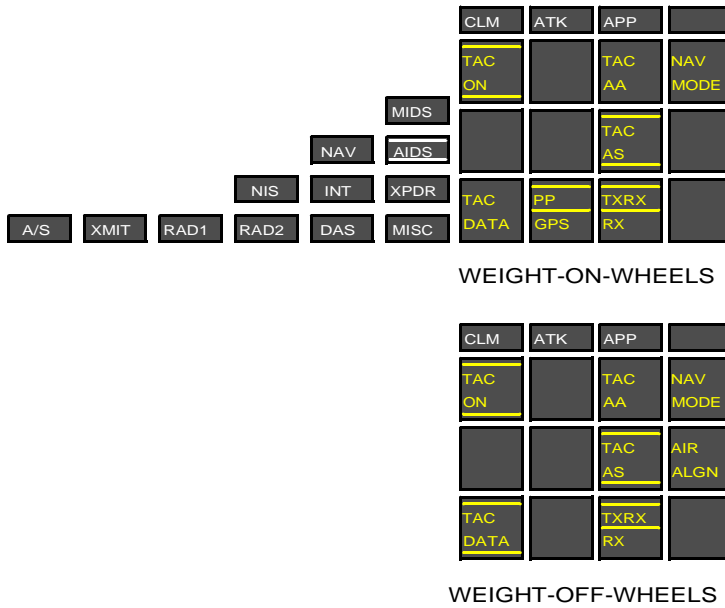 CLM ATK APP
TAC TAC NAV
ON AA MODE
MIDS
TAC
NAV AIDS AS
NIS INT XPDR
TAC PP TXRX
A/S XMIT RAD1 RAD2 DAS MISC DATA GPS RX
WEIGHT-ON-WHEELS
CLM ATK APP
TAC TAC NAV
ON AA MODE
TAC AIR
AS ALGN
TAC TXRX
DATA RX
WEIGHT-OFF-WHEELS